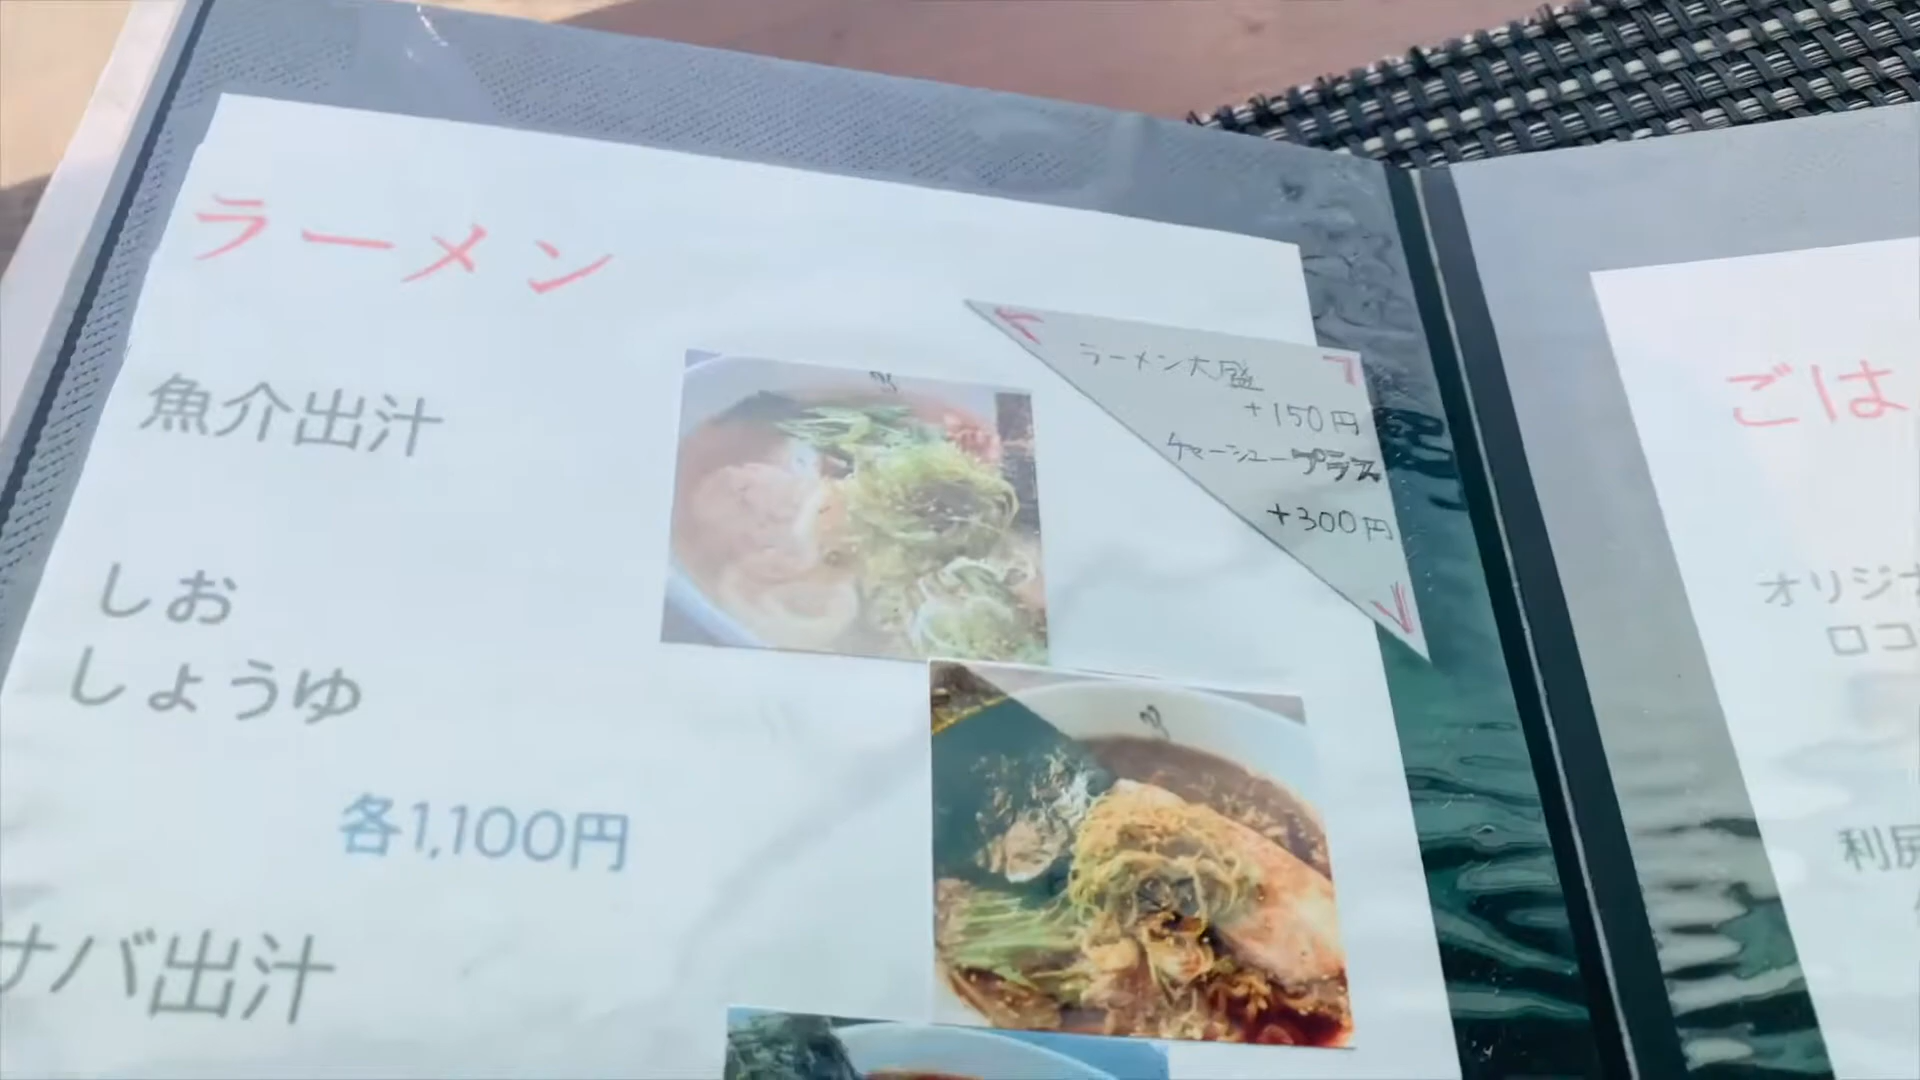 ラーメン
魚介出汁
しお
しょうゆ
各1,100円
サバ出汁
ラーメン大盛
+150円
チャーシュープラス
+300円
ごは
オリジナ
ロコ
利尻